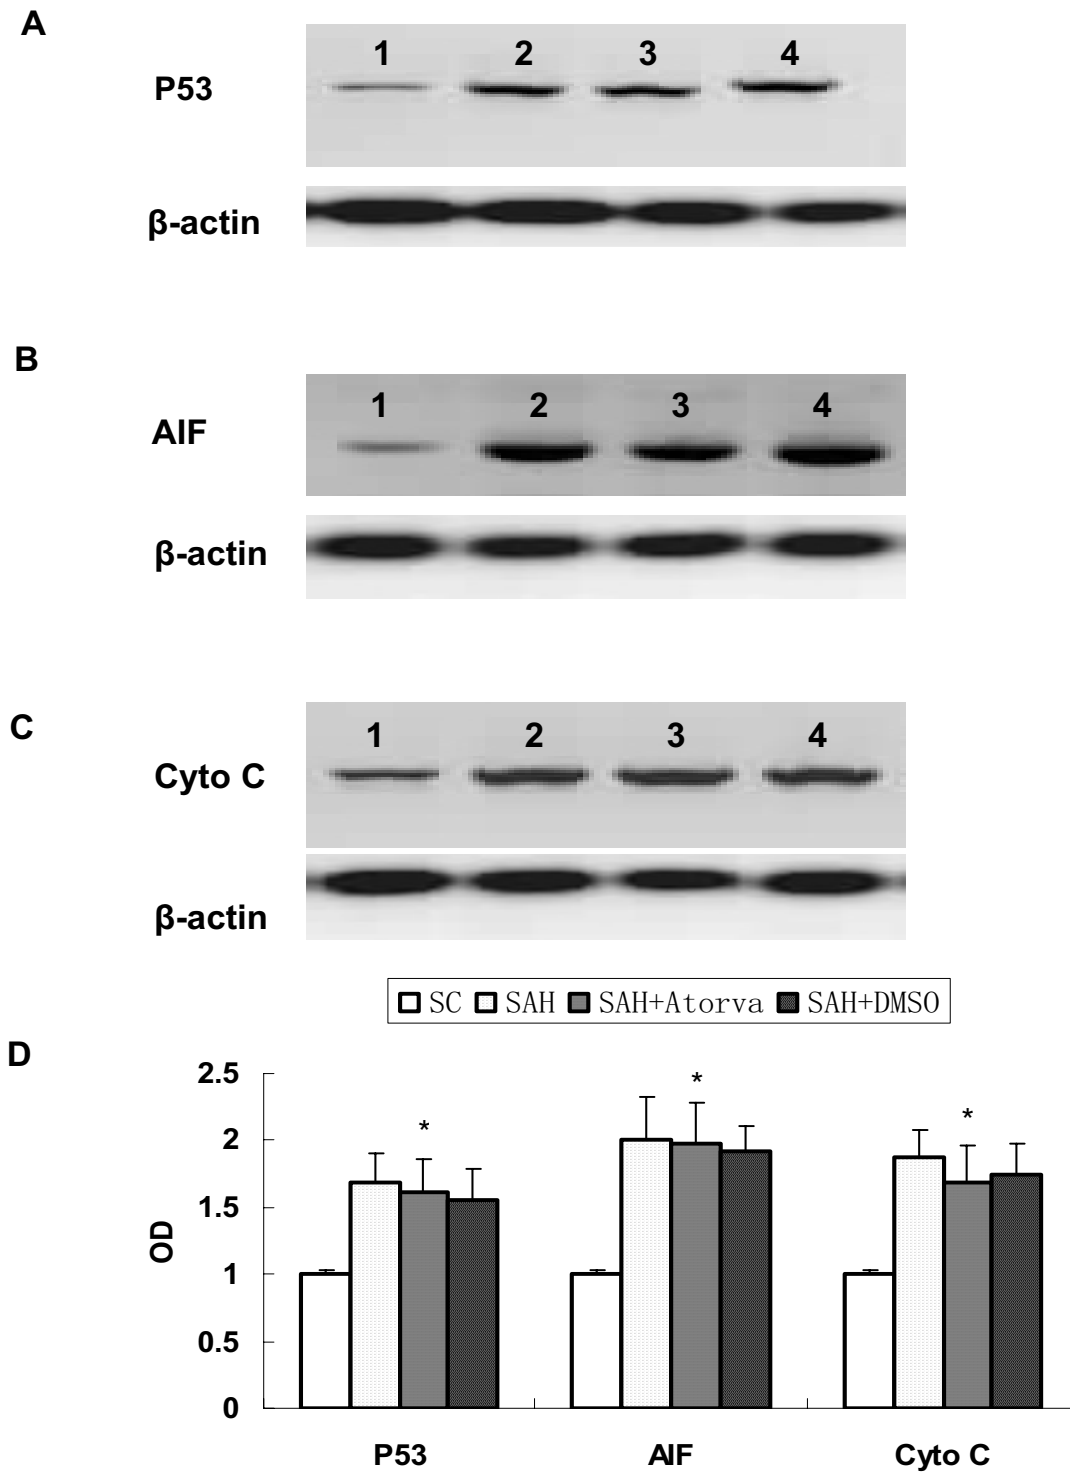 A
1 2 3 4
P53
β-actin
B
1 2 3 4
AIF
β-actin
C
1 2 3 4
Cyto C
β-actin
SC SAH SAH+Atorva SAH+DMSO
D
2.5
2
1.5
1
0.5
0
OD
* * *
P53 AIF Cyto C